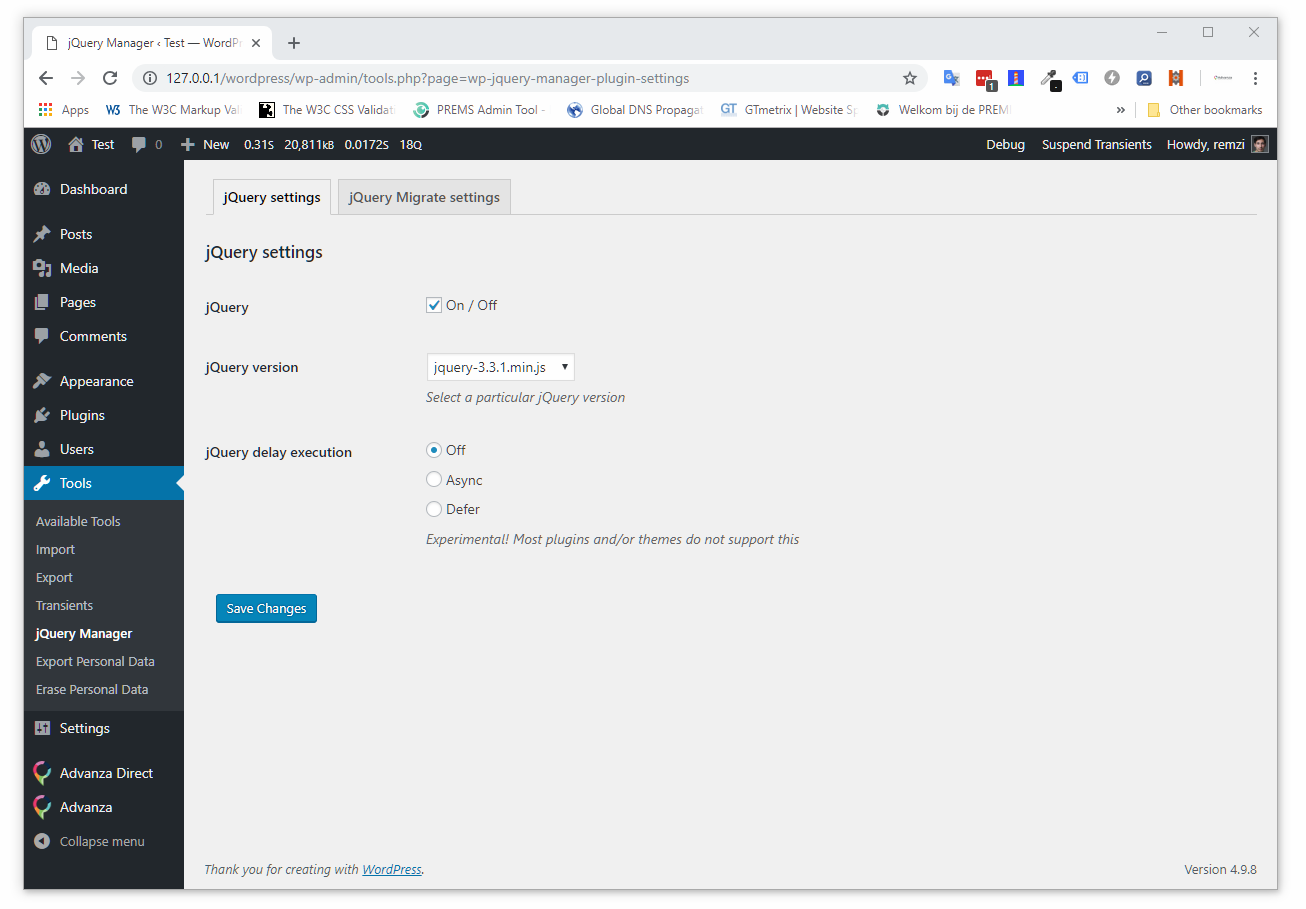 jQuery Manager ‹ Test — WordPr
127.0.0.1/wordpress/wp-admin/tools.php?page=wp-jquery-manager-plugin-settings
1
Apps W3 The W3C Markup Vali The W3C CSS Validat PREMS Admin Tool - Global DNS Propagat GT GTmetrix | Website Sp Welkom bij de PREMI » Other bookmarks
Test 0 New 0.31s 20,811kB 0.0172s 18Q Debug Suspend Transients Howdy, remzi
Dashboard
Posts
Media
Pages
Comments
Appearance
Plugins
Users
Tools
Available Tools
Import
Export
Transients
jQuery Manager
Export Personal Data
Erase Personal Data
Settings
Advanza Direct
Advanza
Collapse menu
jQuery settings jQuery Migrate settings
jQuery settings
jQuery On / Off
jQuery version jquery-3.3.1.min.js
Select a particular jQuery version
jQuery delay execution Off
Async
Defer
Experimental! Most plugins and/or themes do not support this
Save Changes
Thank you for creating with WordPress. Version 4.9.8